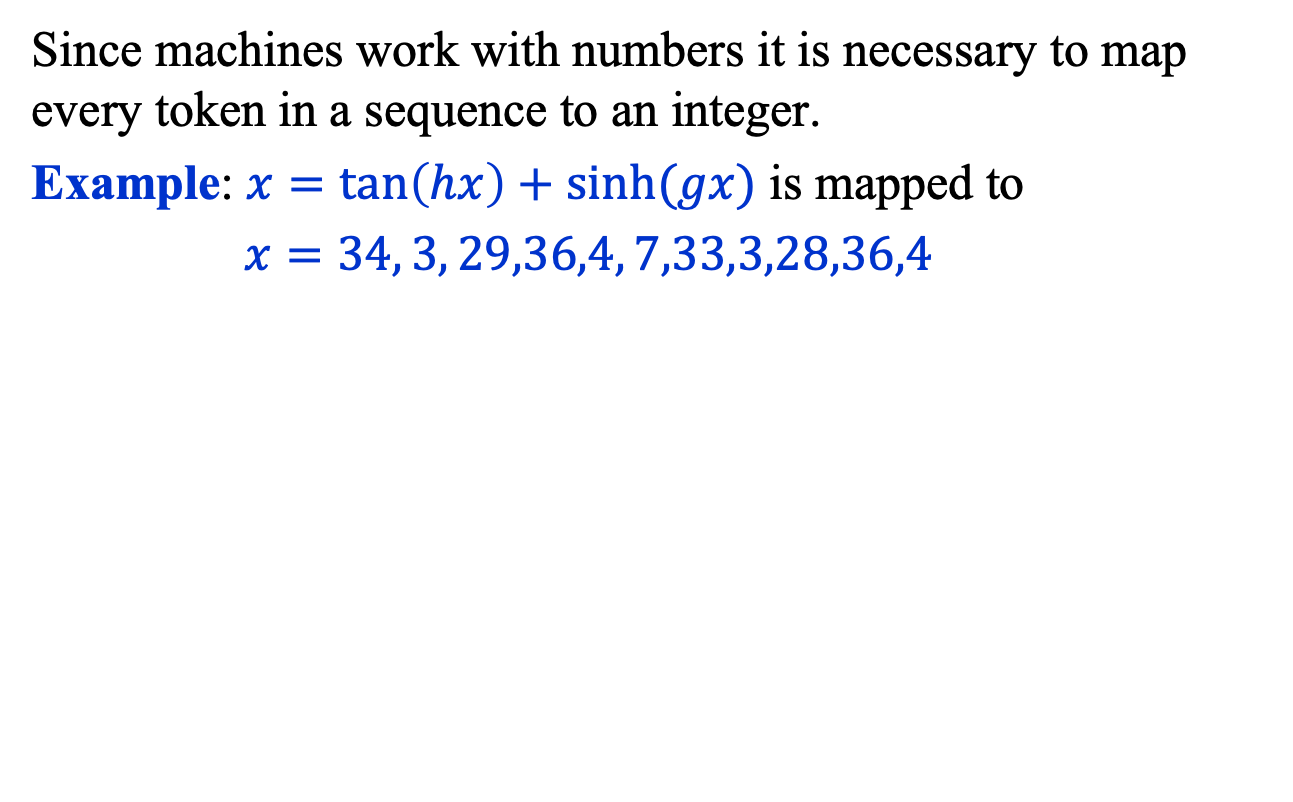 Since machines work with numbers it is necessary to map
every token in a sequence to an integer.
Example: 𝑥 = tan(ℎ𝑥) + sinh(𝑔𝑥) is mapped to
𝑥 = 34, 3, 29,36,4, 7,33,3,28,36,4